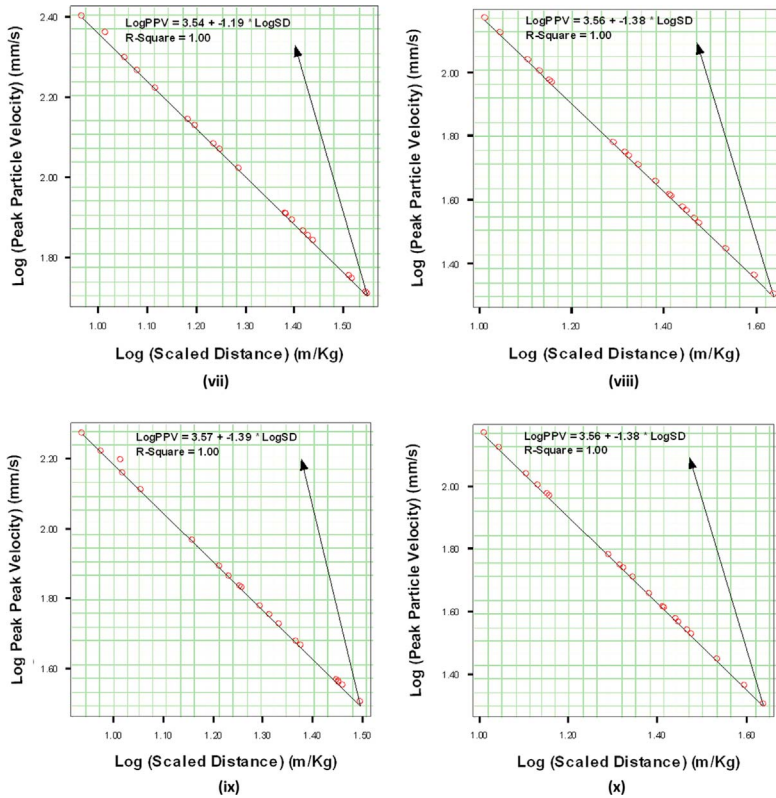 LogPPV = 3.54 + -1.19 * LogSD
R-Square = 1.00
2.40
2.20
2.00
1.80
Log (Peak Particle Velocity) (mm/s)
1.00 1.10 1.20 1.30 1.40 1.50
Log (Scaled Distance) (m/Kg)
(vii)
LogPPV = 3.56 + -1.38 * LogSD
R-Square = 1.00
2.00
1.80
1.60
1.40
Log (Peak Particle Velocity) (mm/s)
1.00 1.20 1.40 1.60
Log (Scaled Distance) (m/Kg)
(viii)
LogPPV = 3.57 + -1.39 * LogSD
R-Square = 1.00
2.20
2.00
1.80
1.60
Log Peak Peak Velocity) (mm/s)
1.00 1.10 1.20 1.30 1.40 1.50
Log (Scaled Distance) (m/Kg)
(ix)
LogPPV = 3.56 + -1.38 * LogSD
R-Square = 1.00
2.00
1.80
1.60
1.40
Log (Peak Particle Velocity) (mm/s)
1.00 1.20 1.40 1.60
Log (Scaled Distance) (m/Kg)
(x)